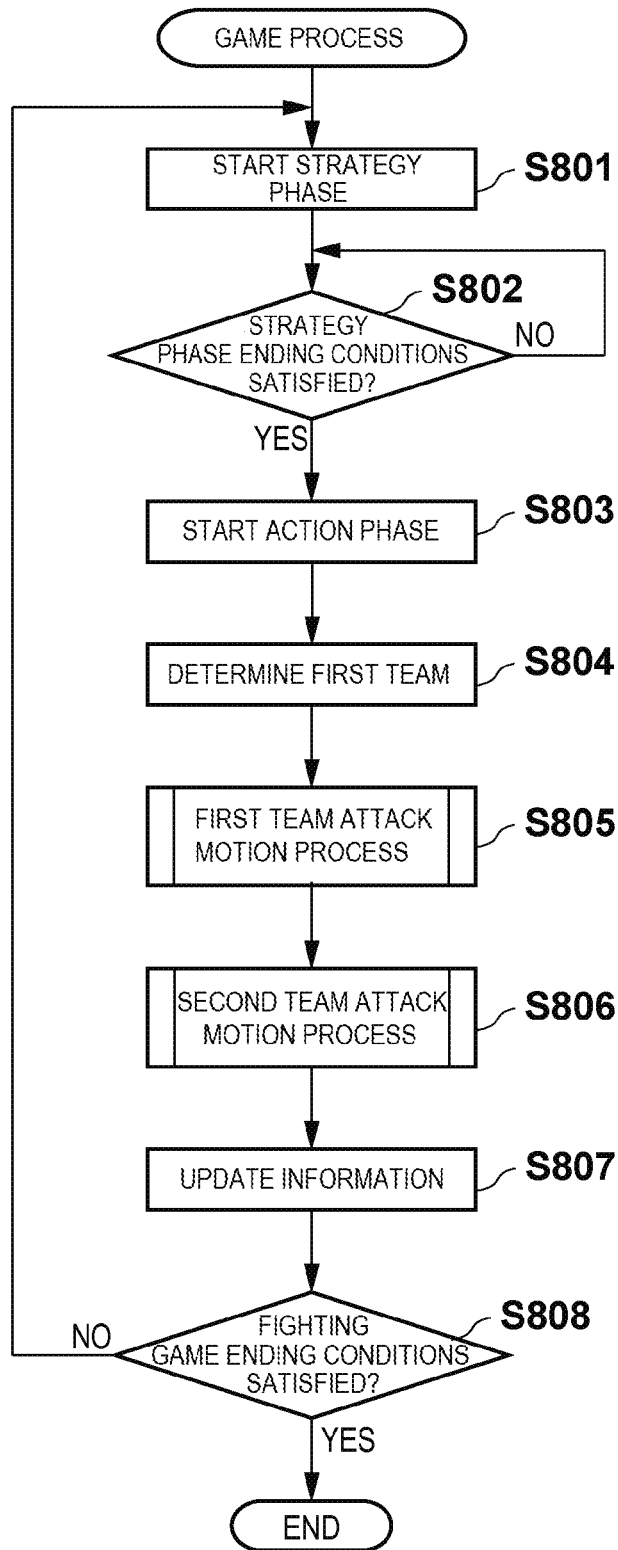 GAME PROCESS
START STRATEGY
PHASE
S801
S802
STRATEGY
PHASE ENDING CONDITIONS
SATISFIED?
NO
YES
START ACTION PHASE
S803
DETERMINE FIRST TEAM
S804
FIRST TEAM ATTACK
MOTION PROCESS
S805
SECOND TEAM ATTACK
MOTION PROCESS
S806
UPDATE INFORMATION
S807
S808
NO
FIGHTING
GAME ENDING CONDITIONS
SATISFIED?
YES
END